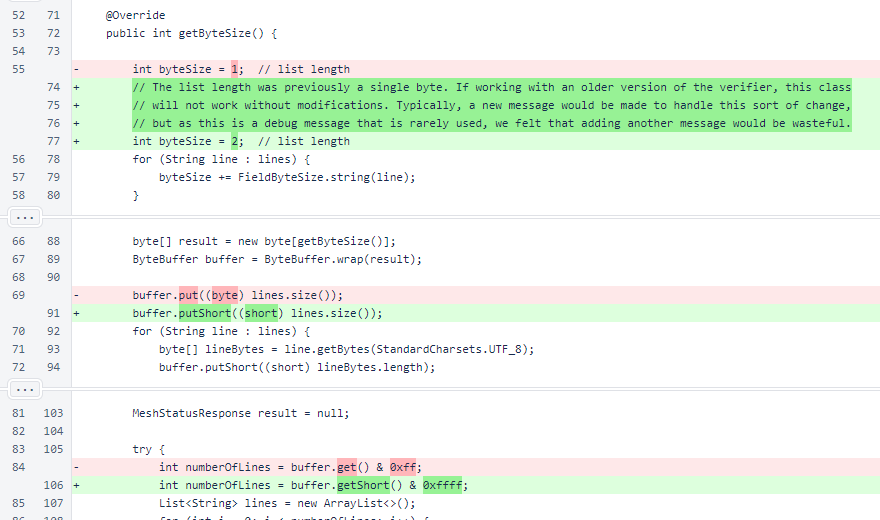 52 71 @Override
53 72 public int getByteSize() {
54 73
55 - int byteSize = 1; // list length
74 + // The list length was previously a single byte. If working with an older version of the verifier, this class
75 + // will not work without modifications. Typically, a new message would be made to handle this sort of change,
76 + // but as this is a debug message that is rarely used, we felt that adding another message would be wasteful.
77 + int byteSize = 2; // list length
56 78 for (String line : lines) {
57 79 byteSize += FieldByteSize.string(line);
58 80 }
...
66 88 byte[] result = new byte[getByteSize()];
67 89 ByteBuffer buffer = ByteBuffer.wrap(result);
68 90
69 - buffer.put((byte) lines.size());
91 + buffer.putShort((short) lines.size());
70 92 for (String line : lines) {
71 93 byte[] lineBytes = line.getBytes(StandardCharsets.UTF_8);
72 94 buffer.putShort((short) lineBytes.length);
...
81 103 MeshStatusResponse result = null;
82 104
83 105 try {
84 - int numberOfLines = buffer.get() & 0xff;
106 + int numberOfLines = buffer.getShort() & 0xffff;
85 107 List<String> lines = new ArrayList<>();